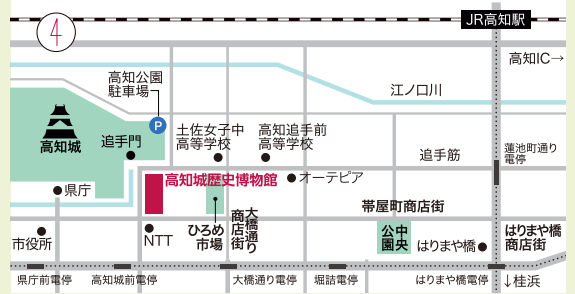 4
JR高知駅
高知IC→
高知公園
駐車場
P
江ノ口川
高知城
追手門
土佐女子中
高等学校
高知追手前
高等学校
追手筋
蓮池町通り
電停
県庁
高知城歴史博物館
オーテピア
帯屋町商店街
大橋通り
商店街
ひろめ
市場
市役所
NTT
中央
公園
はりまや橋
はりまや橋
商店街
県庁前電停
高知城前電停
大橋通り電停
堀詰電停
はりまや橋電停
↓桂浜